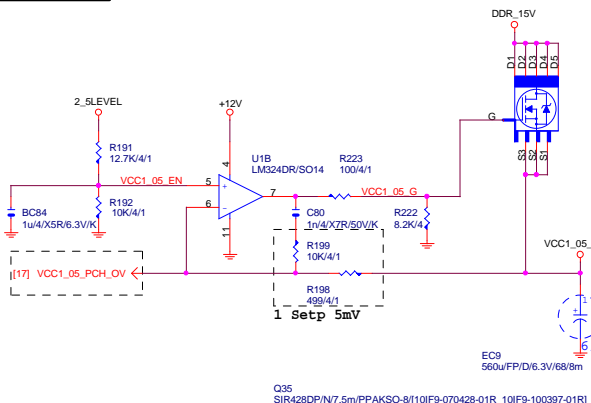 DDR_15V
D1
D2
D3
D4
D5
G
S3
S2
S1
2_5LEVEL
+12V
R191
12.7K/4/1
VCC1_05_EN
BC84
1u/4/X5R/6.3V/K
R192
10K/4/1
U1B
LM324DR/SO14
4
5
+
6
-
7
11
R223
100/4/1
VCC1_05_G
C80
1n/4/X7R/50V/K
R222
8.2K/4
R199
10K/4/1
[17] VCC1_05_PCH_OV
R198
499/4/1
1 Setp 5mV
VCC1_05_
1
+
6
EC9
560u/FP/D/6.3V/68/8m
Q35
SIR428DP/N/7.5m/PPAKSO-8/[10IF9-070428-01R_10IF9-100397-01R]